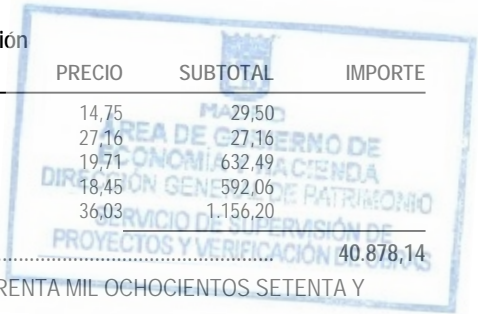 ión
PRECIO SUBTOTAL IMPORTE
14,75 29,50
27,16 27,16
19,71 632,49
18,45 592,06
36,03 1.156,20
40.878,14
RENTA MIL OCHOCIENTOS SETENTA Y
MADRID
ÁREA DE GOBIERNO DE
ECONOMÍA Y HACIENDA
DIRECCIÓN GENERAL DE PATRIMONIO
SERVICIO DE SUPERVISIÓN DE
PROYECTOS Y VERIFICACIÓN DE OBRAS